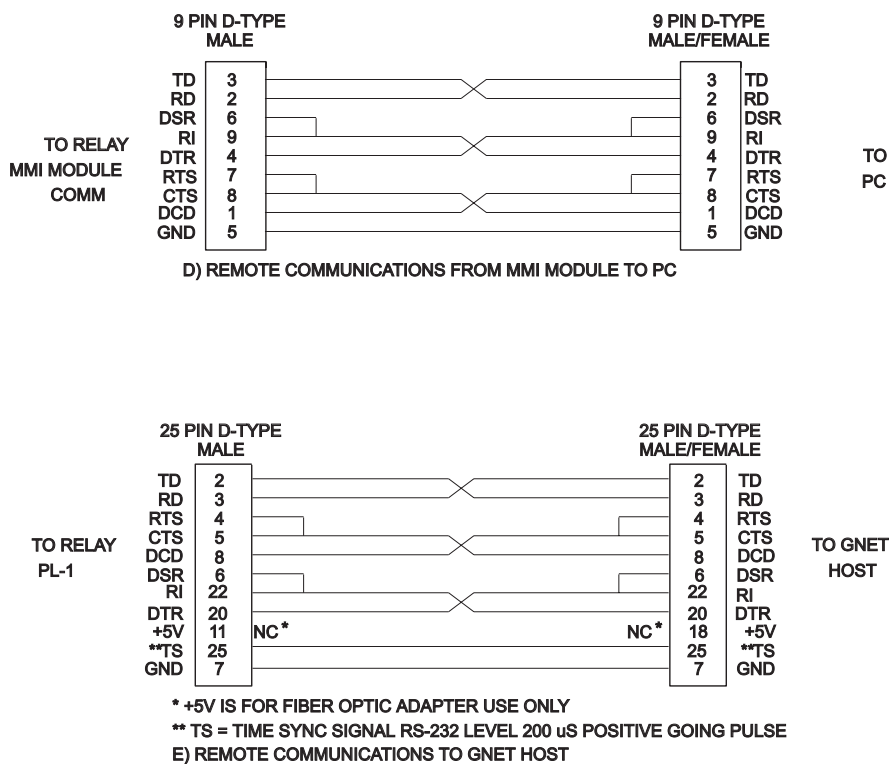 9 PIN D-TYPE
MALE
9 PIN D-TYPE
MALE/FEMALE
TD 3 3 TD
RD 2 2 RD
DSR 6 6 DSR
RI 9 9 RI
DTR 4 4 DTR
RTS 7 7 RTS
CTS 8 8 CTS
DCD 1 1 DCD
GND 5 5 GND
TO RELAY
MMI MODULE
COMM
TO
PC
D) REMOTE COMMUNICATIONS FROM MMI MODULE TO PC
25 PIN D-TYPE
MALE
25 PIN D-TYPE
MALE/FEMALE
TD 2 2 TD
RD 3 3 RD
RTS 4 4 RTS
CTS 5 5 CTS
DCD 8 8 DCD
DSR 6 6 DSR
RI 22 22 RI
DTR 20 20 DTR
+5V 11 NC* NC* 18 +5V
**TS 25 25 **TS
GND 7 7 GND
TO RELAY
PL-1
TO GNET
HOST
* +5V IS FOR FIBER OPTIC ADAPTER USE ONLY
** TS = TIME SYNC SIGNAL RS-232 LEVEL 200 uS POSITIVE GOING PULSE
E) REMOTE COMMUNICATIONS TO GNET HOST